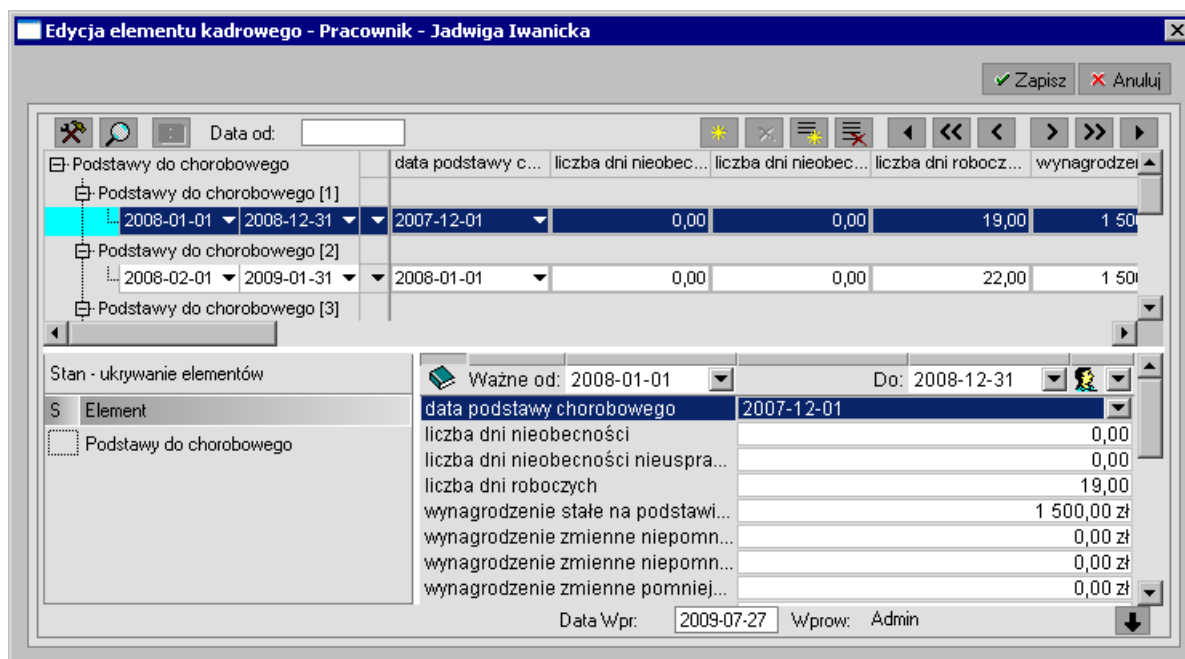 Edycja elementu kadrowego - Pracownik - Jadwiga Iwanicka
Zapisz Anuluj
Data od:
Podstawy do chorobowego data podstawy c... liczba dni nieobec... liczba dni nieobec... liczba dni robocz... wynagrodzer
Podstawy do chorobowego [1]
2008-01-01 2008-12-31 2007-12-01 0,00 0,00 19,00 1 50
Podstawy do chorobowego [2]
2008-02-01 2009-01-31 2008-01-01 0,00 0,00 22,00 1 50
Podstawy do chorobowego [3]
Stan - ukrywanie elementów
S Element
Podstawy do chorobowego
Ważne od: 2008-01-01 Do: 2008-12-31
data podstawy chorobowego 2007-12-01
liczba dni nieobecności 0,00
liczba dni nieobecności nieuspra... 0,00
liczba dni roboczych 19,00
wynagrodzenie stałe na podstawi... 1 500,00 zł
wynagrodzenie zmienne niepomn... 0,00 zł
wynagrodzenie zmienne niepomn... 0,00 zł
wynagrodzenie zmienne pomniej... 0,00 zł
Data Wpr: 2009-07-27 Wprow: Admin